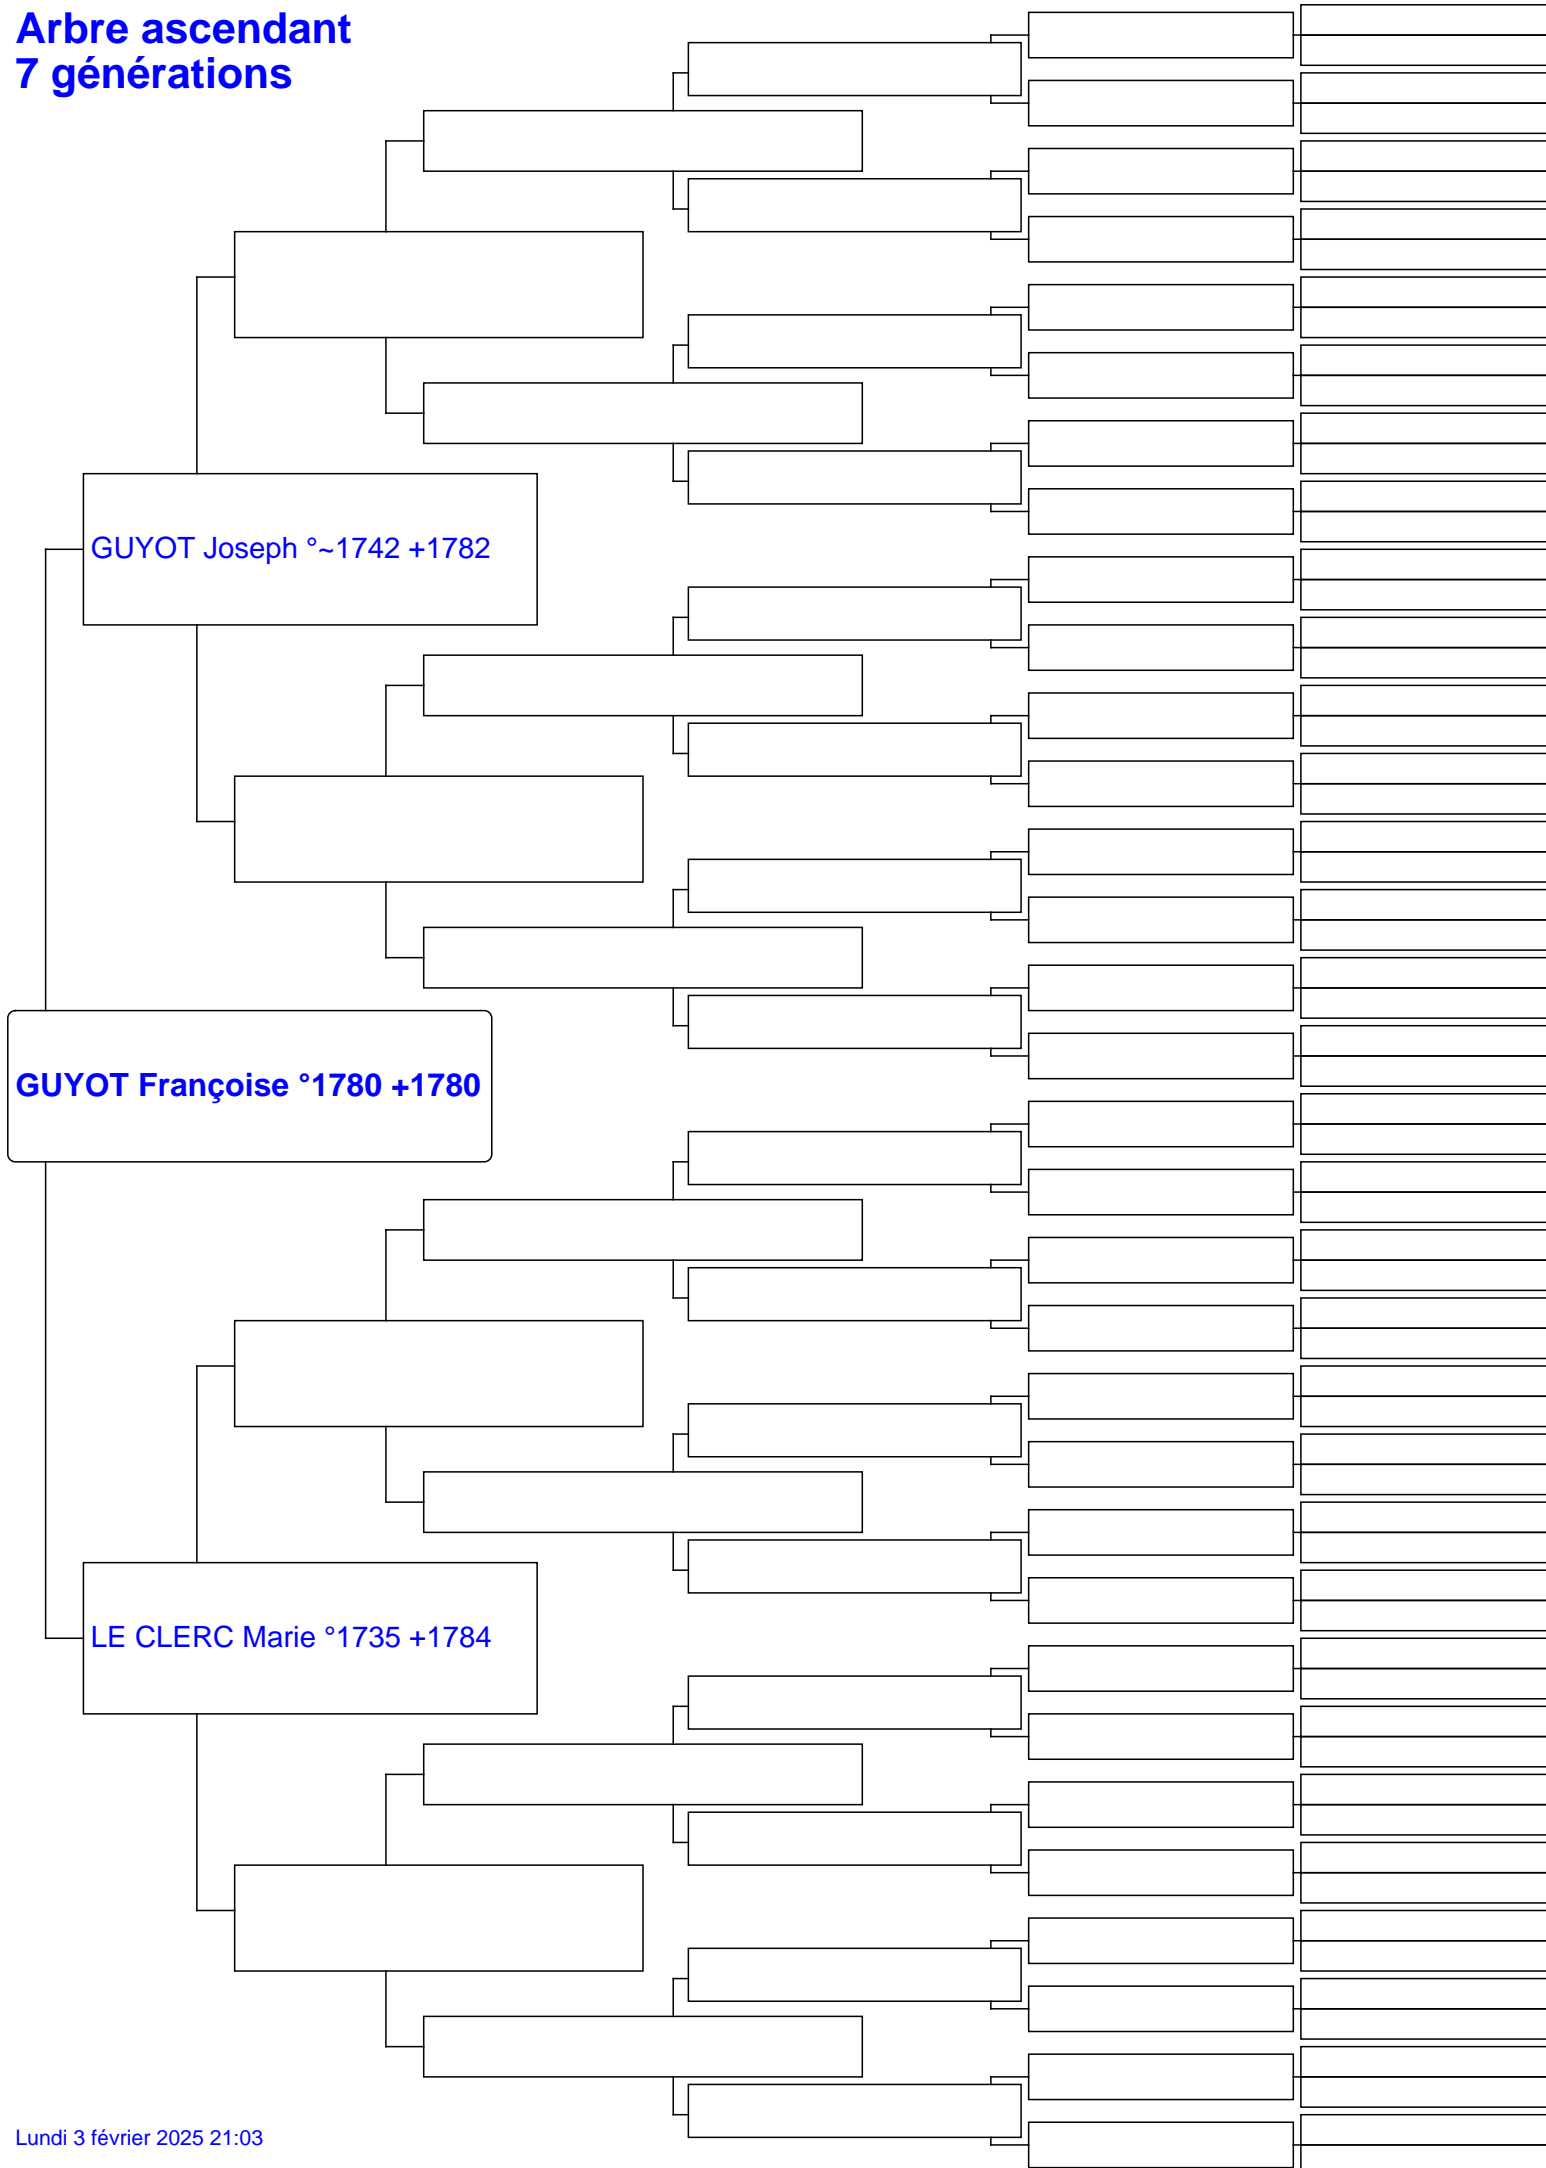 Arbre ascendant
7 générations
GUYOT Joseph °~1742 +1782
GUYOT Françoise °1780 +1780
LE CLERC Marie °1735 +1784
Lundi 3 février 2025 21:03